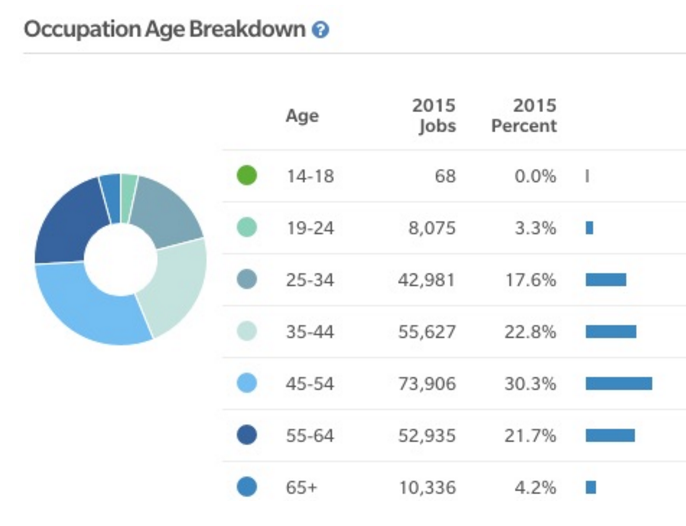 Occupation Age Breakdown ?
Age 2015 Jobs 2015 Percent
14-18 68 0.0%
19-24 8,075 3.3%
25-34 42,981 17.6%
35-44 55,627 22.8%
45-54 73,906 30.3%
55-64 52,935 21.7%
65+ 10,336 4.2%